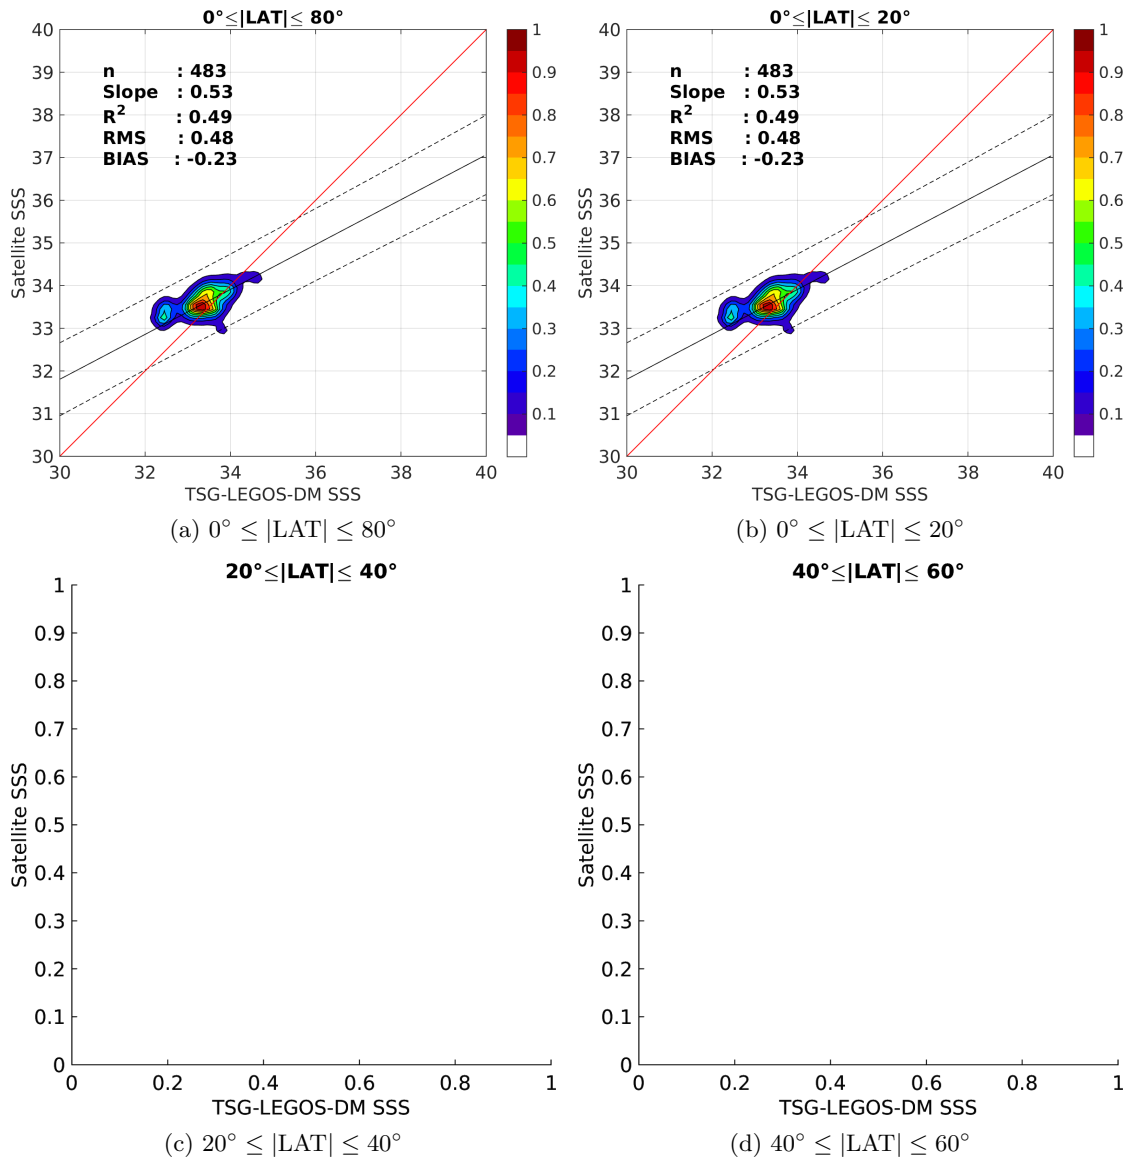 0°≤|LAT|≤ 80°
n : 483
Slope : 0.53
R² : 0.49
RMS : 0.48
BIAS : -0.23
40
39
38
37
36
35
34
33
32
31
30
30 32 34 36 38 40
Satellite SSS
TSG-LEGOS-DM SSS
1
0.9
0.8
0.7
0.6
0.5
0.4
0.3
0.2
0.1
(a) 0° ≤ |LAT| ≤ 80°
0°≤|LAT|≤ 20°
n : 483
Slope : 0.53
R² : 0.49
RMS : 0.48
BIAS : -0.23
40
39
38
37
36
35
34
33
32
31
30
30 32 34 36 38 40
Satellite SSS
TSG-LEGOS-DM SSS
1
0.9
0.8
0.7
0.6
0.5
0.4
0.3
0.2
0.1
(b) 0° ≤ |LAT| ≤ 20°
20°≤|LAT|≤ 40°
1
0.9
0.8
0.7
0.6
0.5
0.4
0.3
0.2
0.1
0
0 0.2 0.4 0.6 0.8 1
Satellite SSS
TSG-LEGOS-DM SSS
(c) 20° ≤ |LAT| ≤ 40°
40°≤|LAT|≤ 60°
1
0.9
0.8
0.7
0.6
0.5
0.4
0.3
0.2
0.1
0
0 0.2 0.4 0.6 0.8 1
Satellite SSS
TSG-LEGOS-DM SSS
(d) 40° ≤ |LAT| ≤ 60°